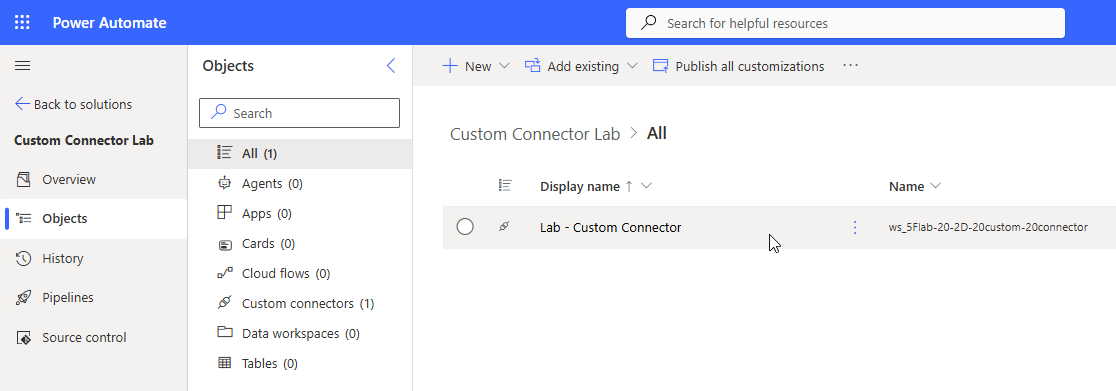 Power Automate
Search for helpful resources
Back to solutions
Custom Connector Lab
Overview
Objects
History
Pipelines
Source control
Objects
Search
All (1)
Agents (0)
Apps (0)
Cards (0)
Cloud flows (0)
Custom connectors (1)
Data workspaces (0)
Tables (0)
New
Add existing
Publish all customizations
Custom Connector Lab > All
Display name ↑ Name
Lab - Custom Connector ws_5Flab-20-2D-20custom-20connector